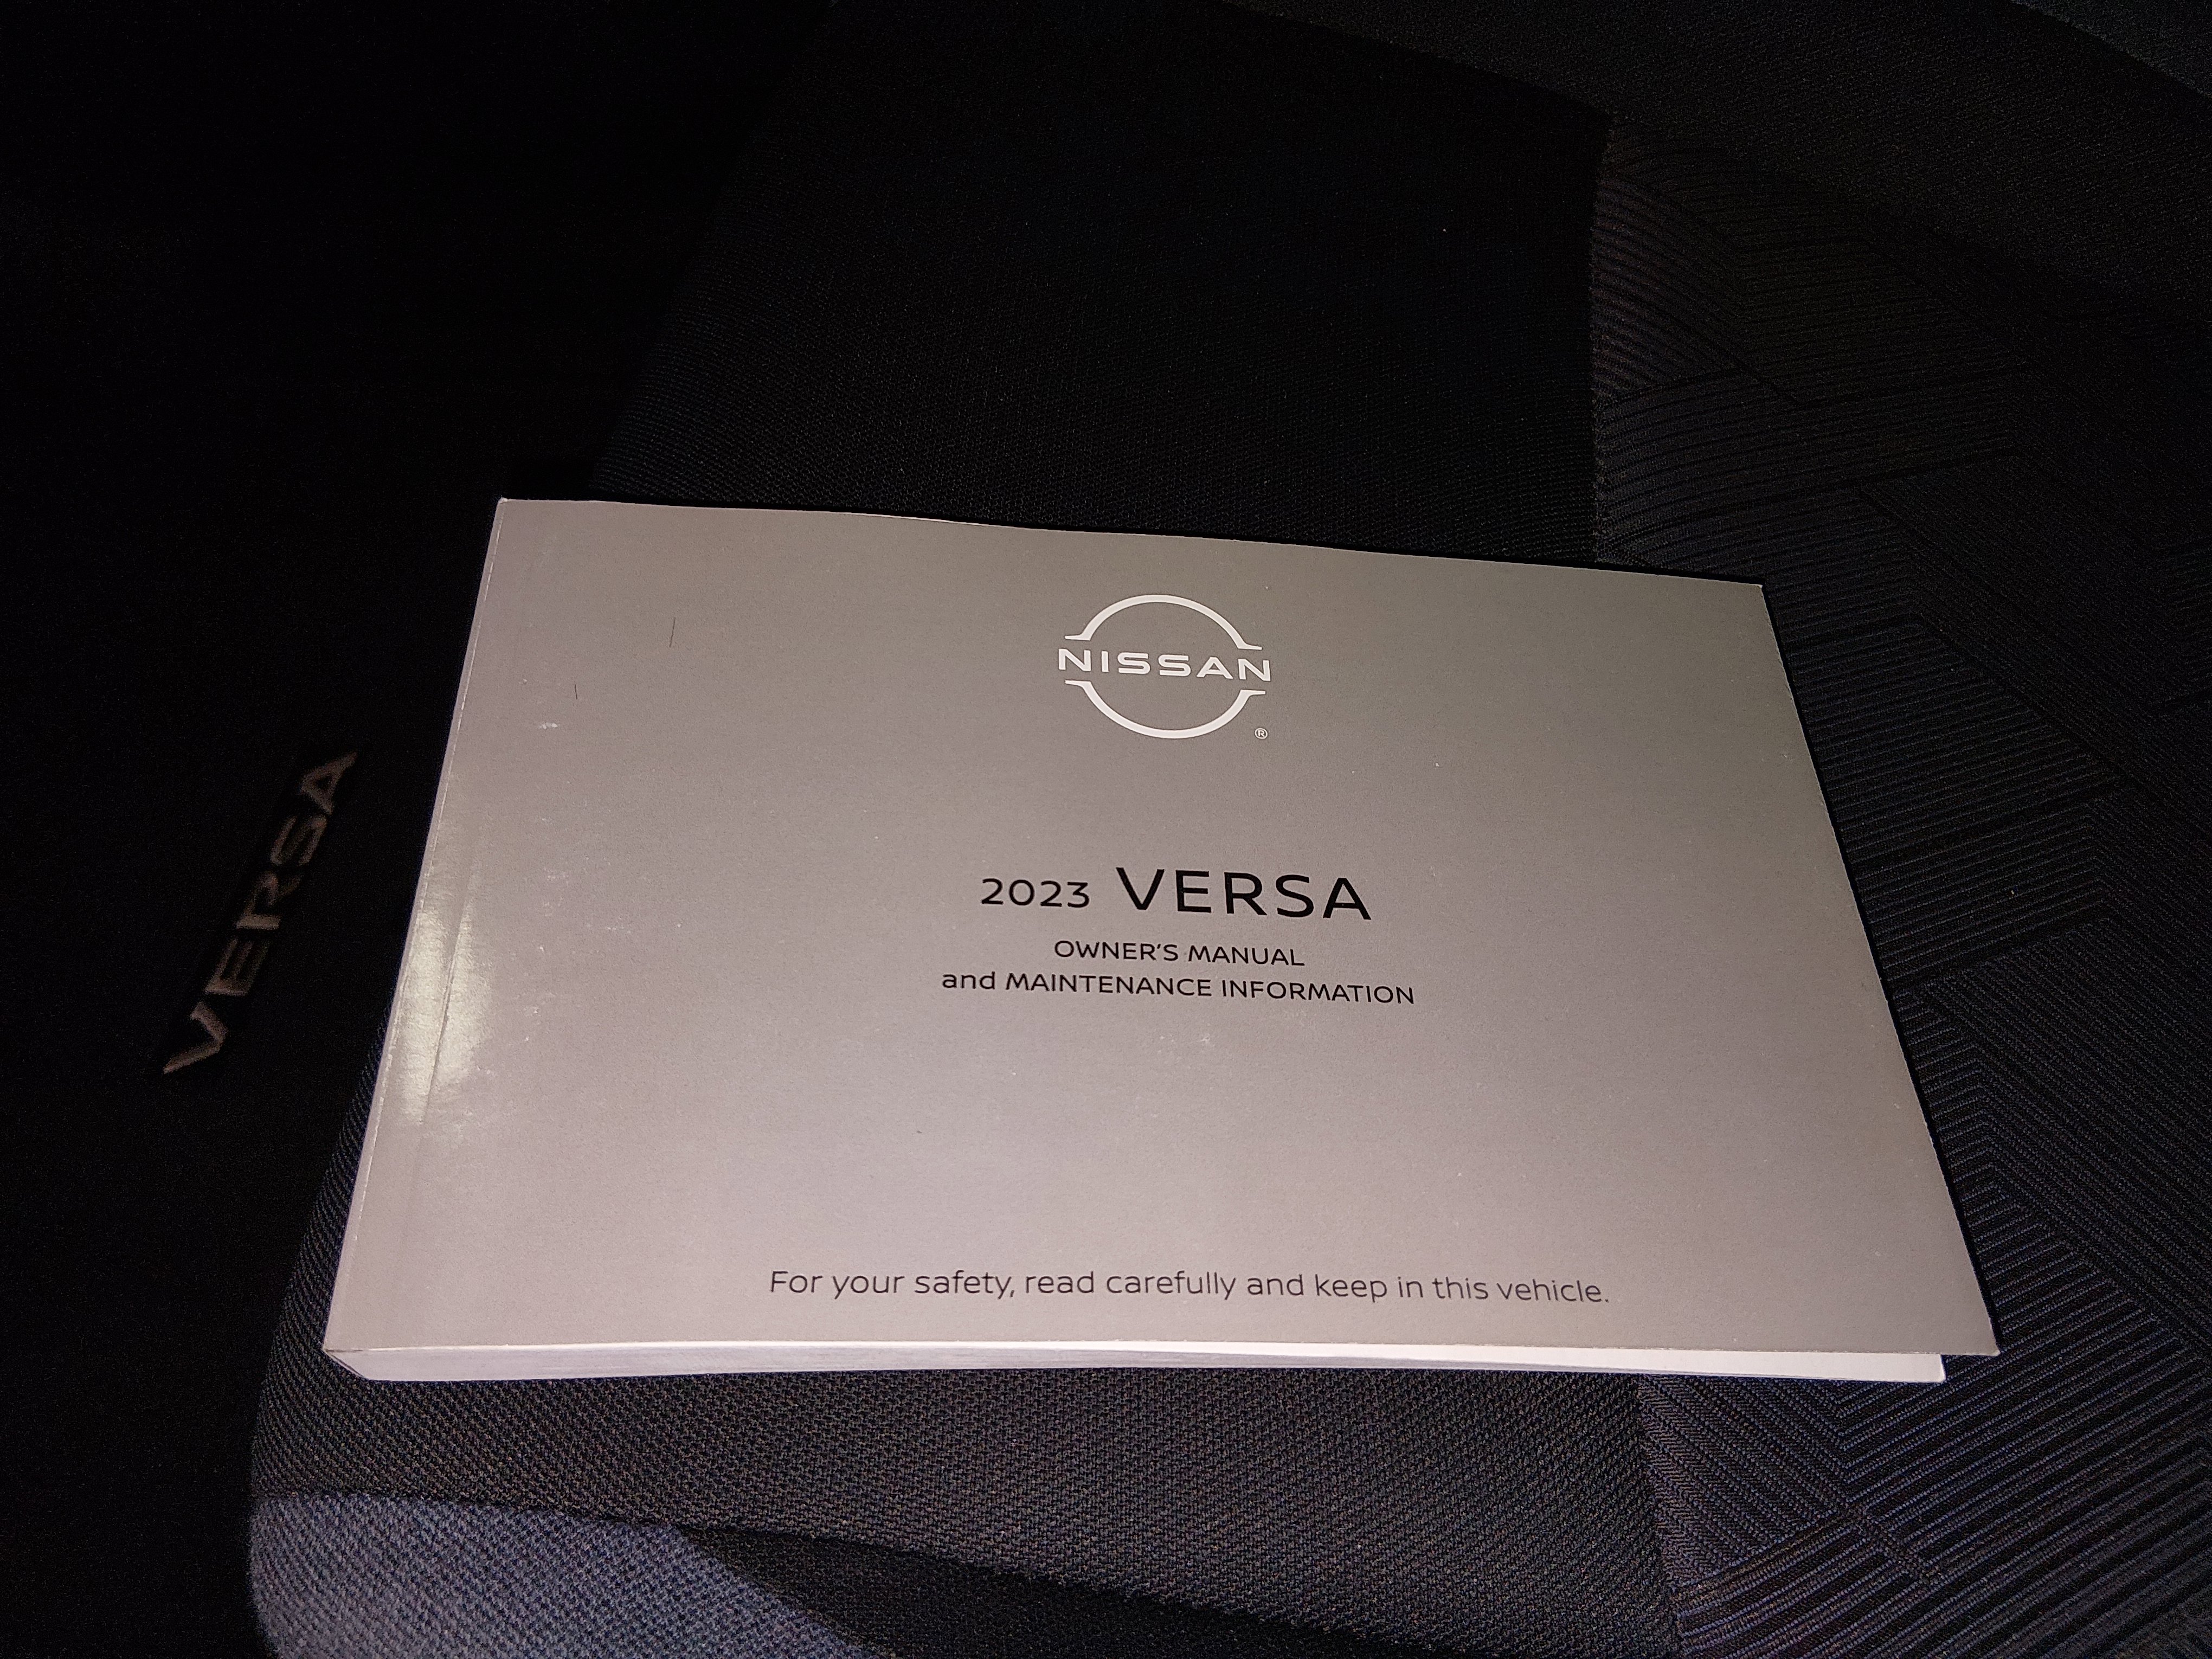 NISSAN
®
2023 VERSA
OWNER'S MANUAL
and MAINTENANCE INFORMATION
For your safety, read carefully and keep in this vehicle.
VERSA